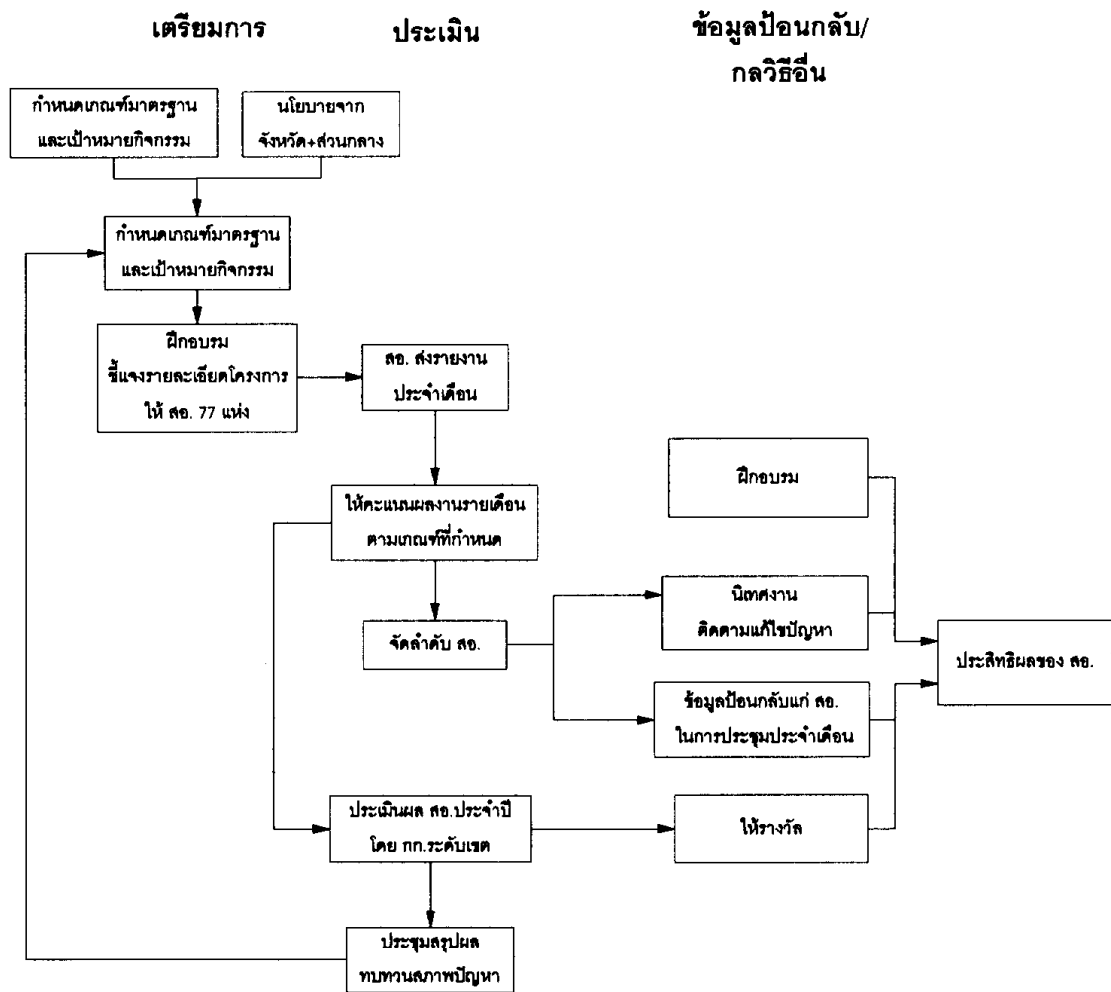 เตรียมการ
ประเมิน
ข้อมูลป้อนกลับ/
กลวิธีอื่น
กำหนดเกณฑ์มาตรฐาน
และเป้าหมายกิจกรรม
นโยบายจาก
จังหวัด+ส่วนกลาง
กำหนดเกณฑ์มาตรฐาน
และเป้าหมายกิจกรรม
ฝึกอบรม
ชี้แจงรายละเอียดโครงการ
ให้ สอ. 77 แห่ง
สอ. ส่งรายงาน
ประจำเดือน
ให้คะแนนผลงานรายเดือน
ตามเกณฑ์ที่กำหนด
ฝึกอบรม
จัดลำดับ สอ.
นิเทศงาน
ติดตามแก้ไขปัญหา
ประสิทธิผลของ สอ.
ข้อมูลป้อนกลับแก่ สอ.
ในการประชุมประจำเดือน
ประเมินผล สอ.ประจำปี
โดย กก.ระดับเขต
ให้รางวัล
ประชุมสรุปผล
ทบทวนสภาพปัญหา